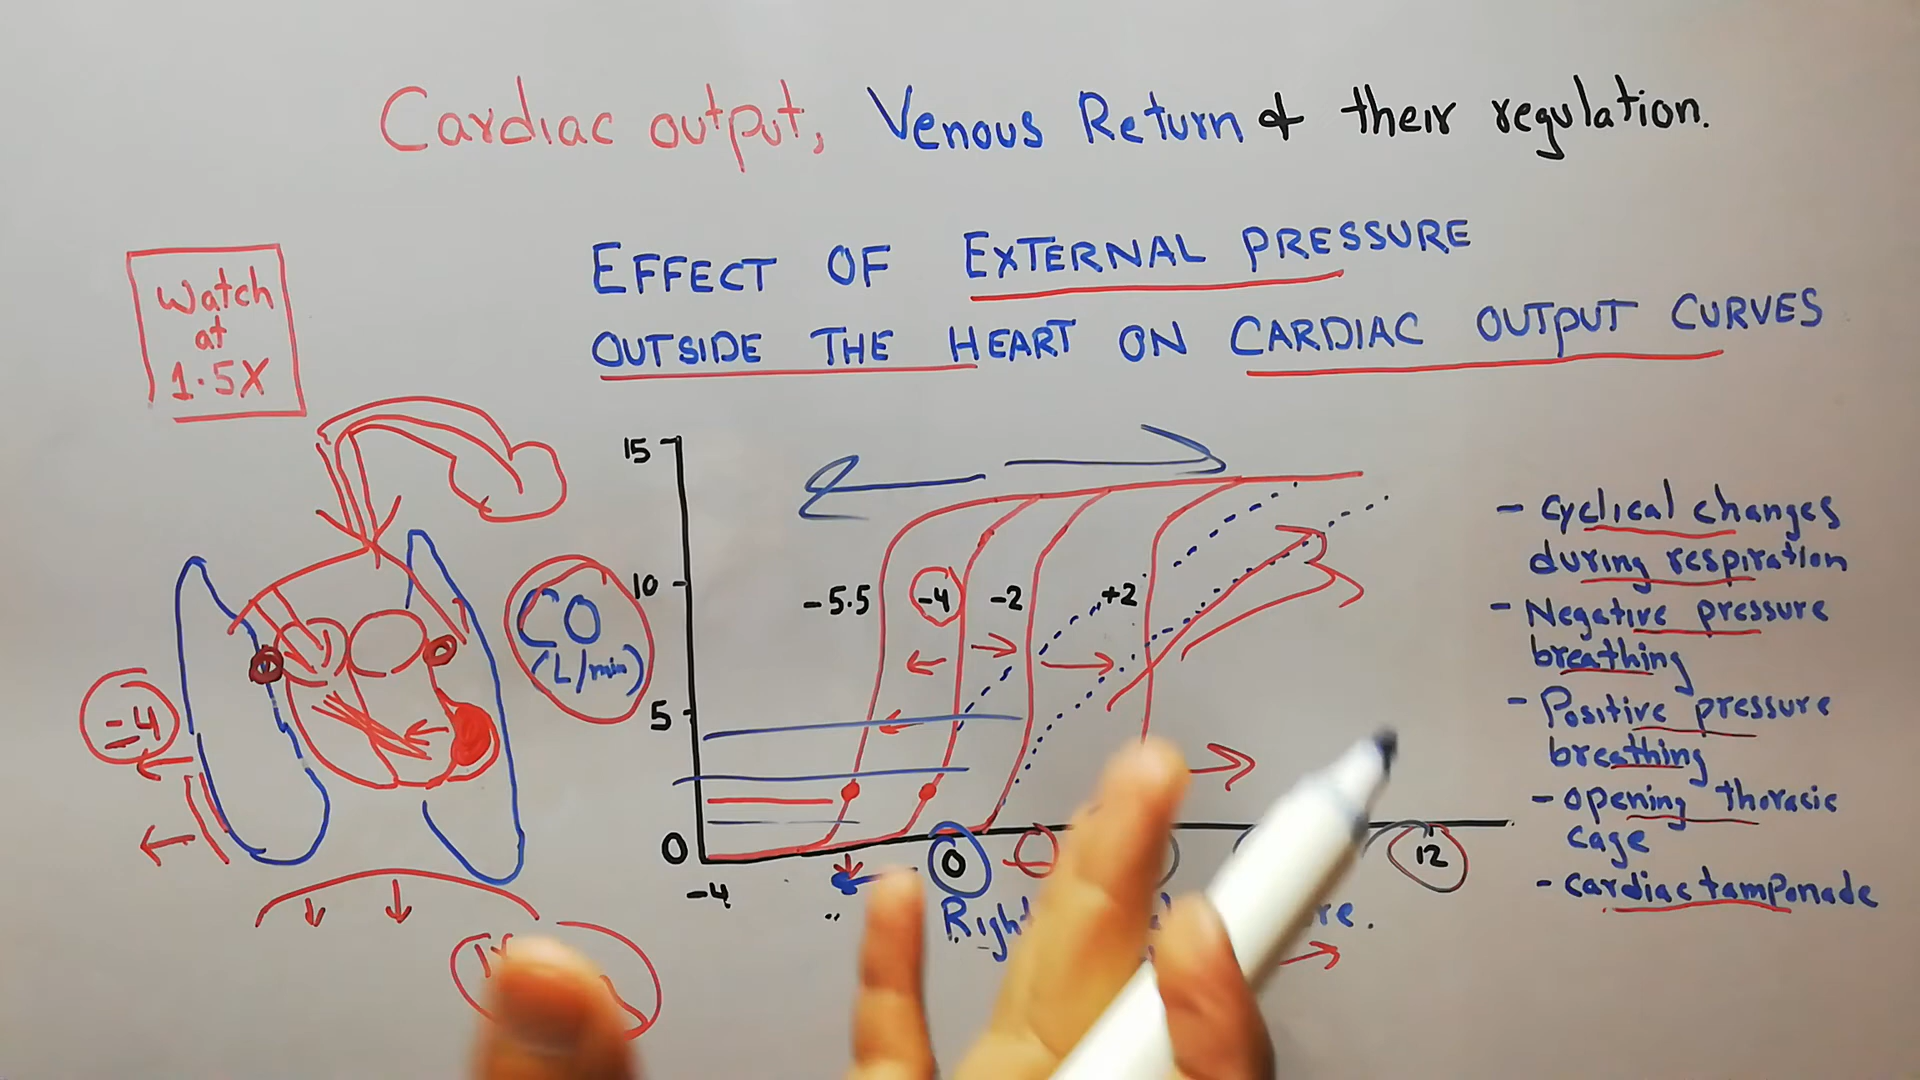 Cardiac output, Venous Return & their regulation.
EFFECT OF EXTERNAL PRESSURE
OUTSIDE THE HEART ON CARDIAC OUTPUT CURVES
Watch
at
1.5X
-4
CO
(L/min)
15
10
5
0
-4
0
12
-5.5
-4
-2
+2
- Cyclical changes
during respiration
- Negative pressure
breathing
- Positive pressure
breathing
- Opening thoracic
cage
- Cardiac tamponade